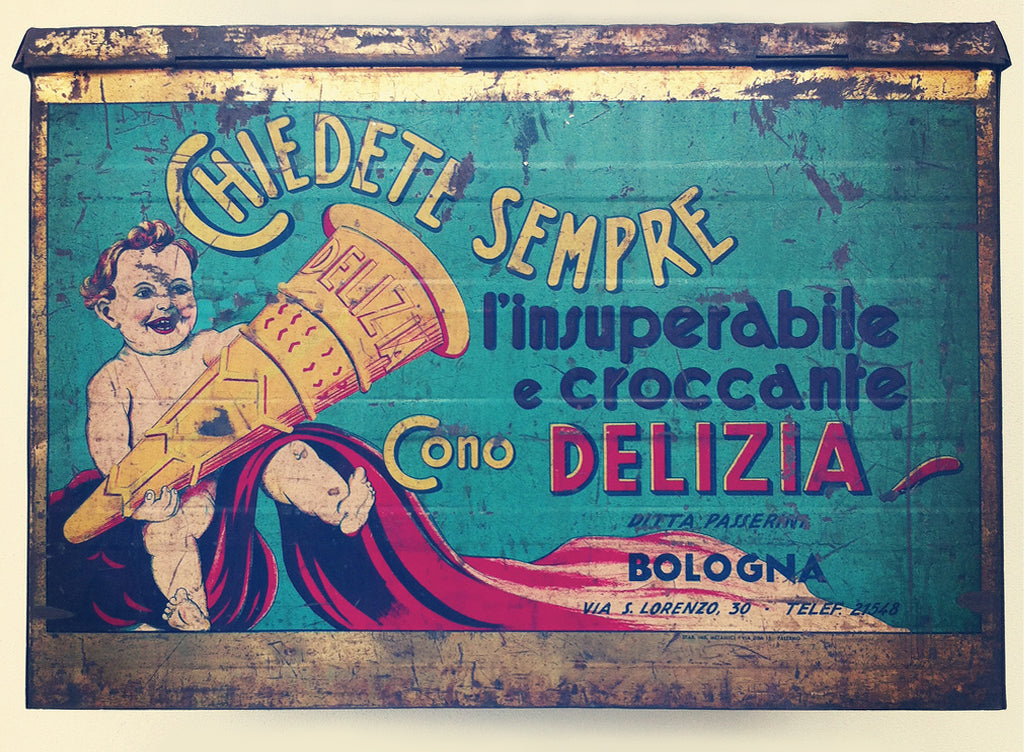 CHIEDETE SEMPRE
DELIZIA
l'insuperabile
e croccante
Cono DELIZIA
DITTA PASSERINI
BOLOGNA
VIA S. LORENZO, 30 - TELEF. 21548